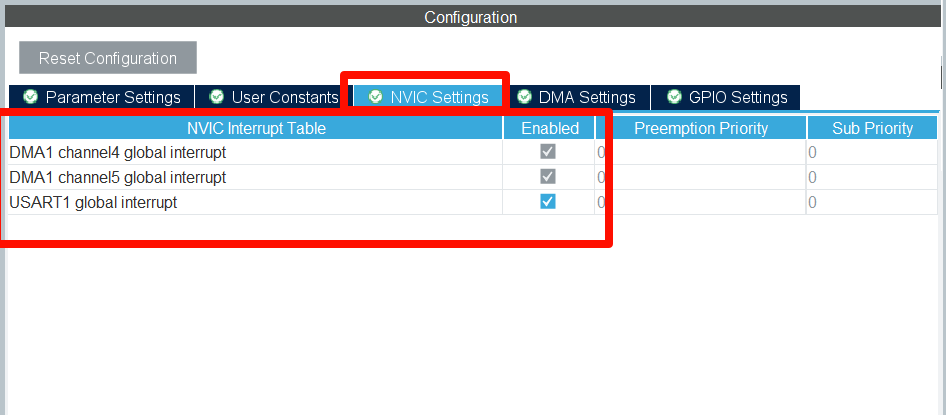 Configuration
Reset Configuration
Parameter Settings User Constants NVIC Settings DMA Settings GPIO Settings
NVIC Interrupt Table Enabled Preemption Priority Sub Priority
DMA1 channel4 global interrupt 0 0
DMA1 channel5 global interrupt 0 0
USART1 global interrupt 0 0